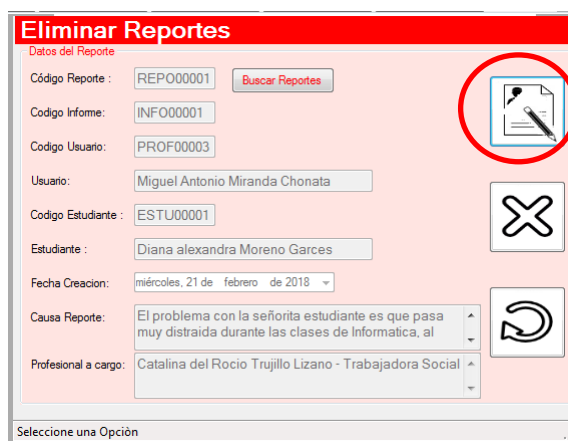 Eliminar Reportes
Datos del Reporte
Código Reporte : REPO00001 Buscar Reportes
Codigo Informe: INFO00001
Codigo Usuario: PROF00003
Usuario: Miguel Antonio Miranda Chonata
Codigo Estudiante : ESTU00001
Estudiante : Diana alexandra Moreno Garces
Fecha Creacion: miércoles, 21 de febrero de 2018
Causa Reporte: El problema con la señorita estudiante es que pasa
muy distraida durante las clases de Informatica, al
Profesional a cargo: Catalina del Rocio Trujillo Lizano - Trabajadora Social
Seleccione una Opciòn